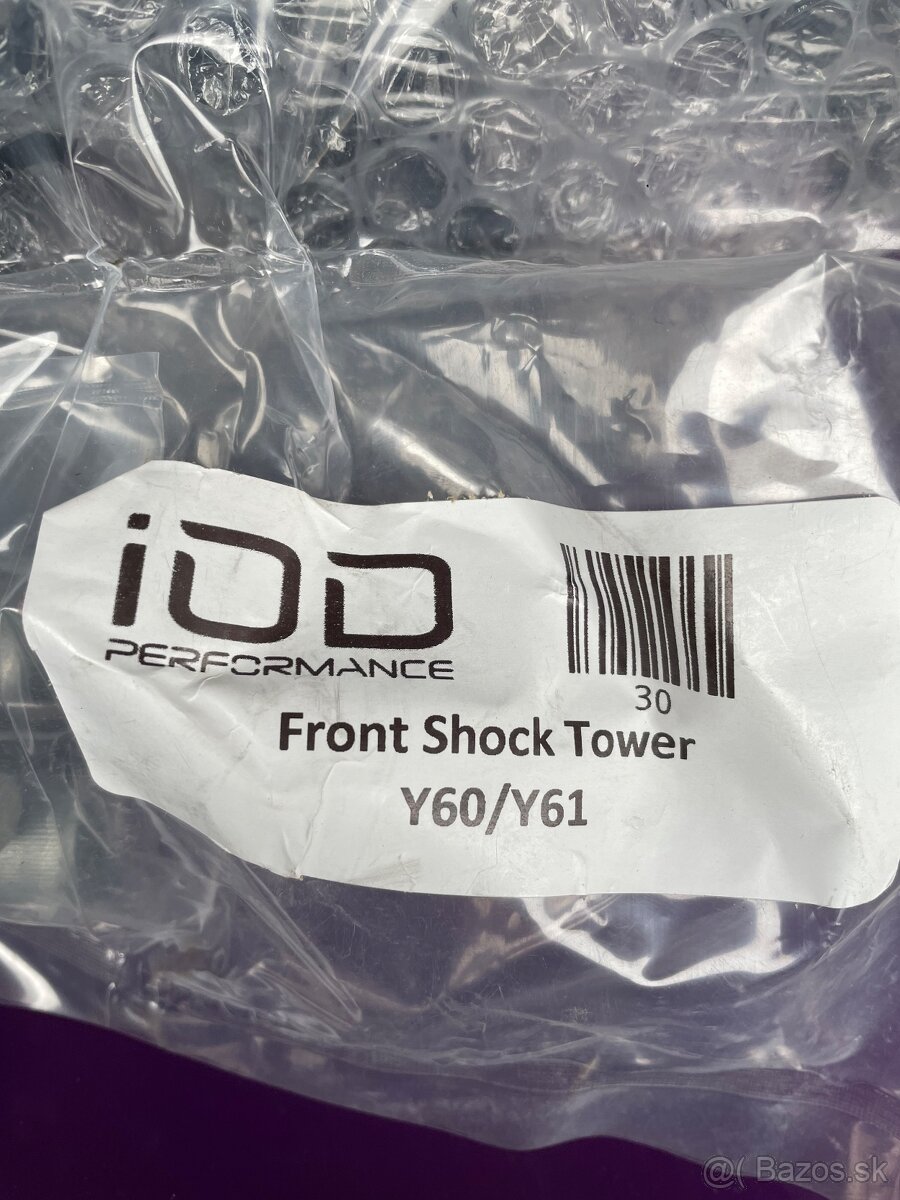 iOD
PERFORMANCE
30
Front Shock Tower
Y60/Y61
@( Bazos.sk